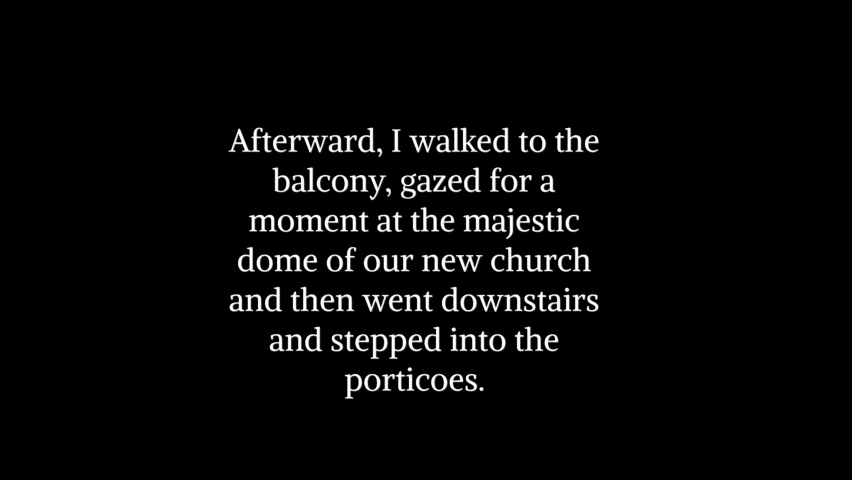 Afterward, I walked to the
balcony, gazed for a
moment at the majestic
dome of our new church
and then went downstairs
and stepped into the
porticoes.